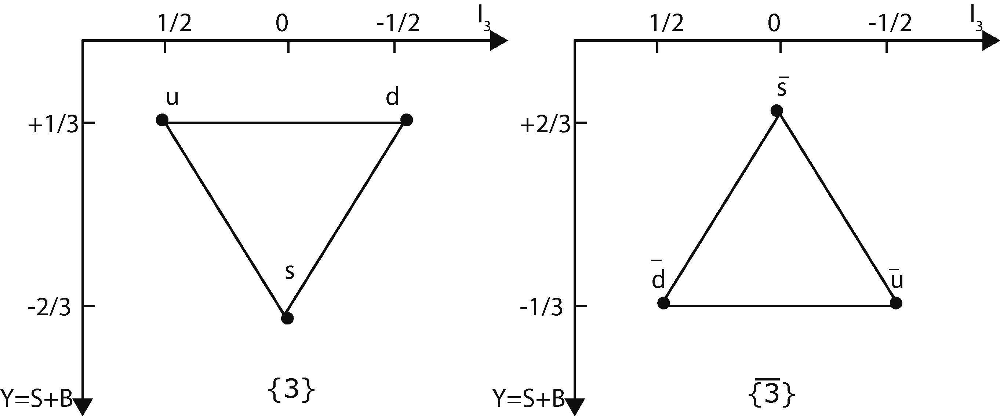 1/2 0 -1/2 I₃
u d
+1/3
s
-2/3
{3}
Y=S+B
1/2 0 -1/2 I₃
s̄
+2/3
d̄ ū
-1/3
{3̅}
Y=S+B